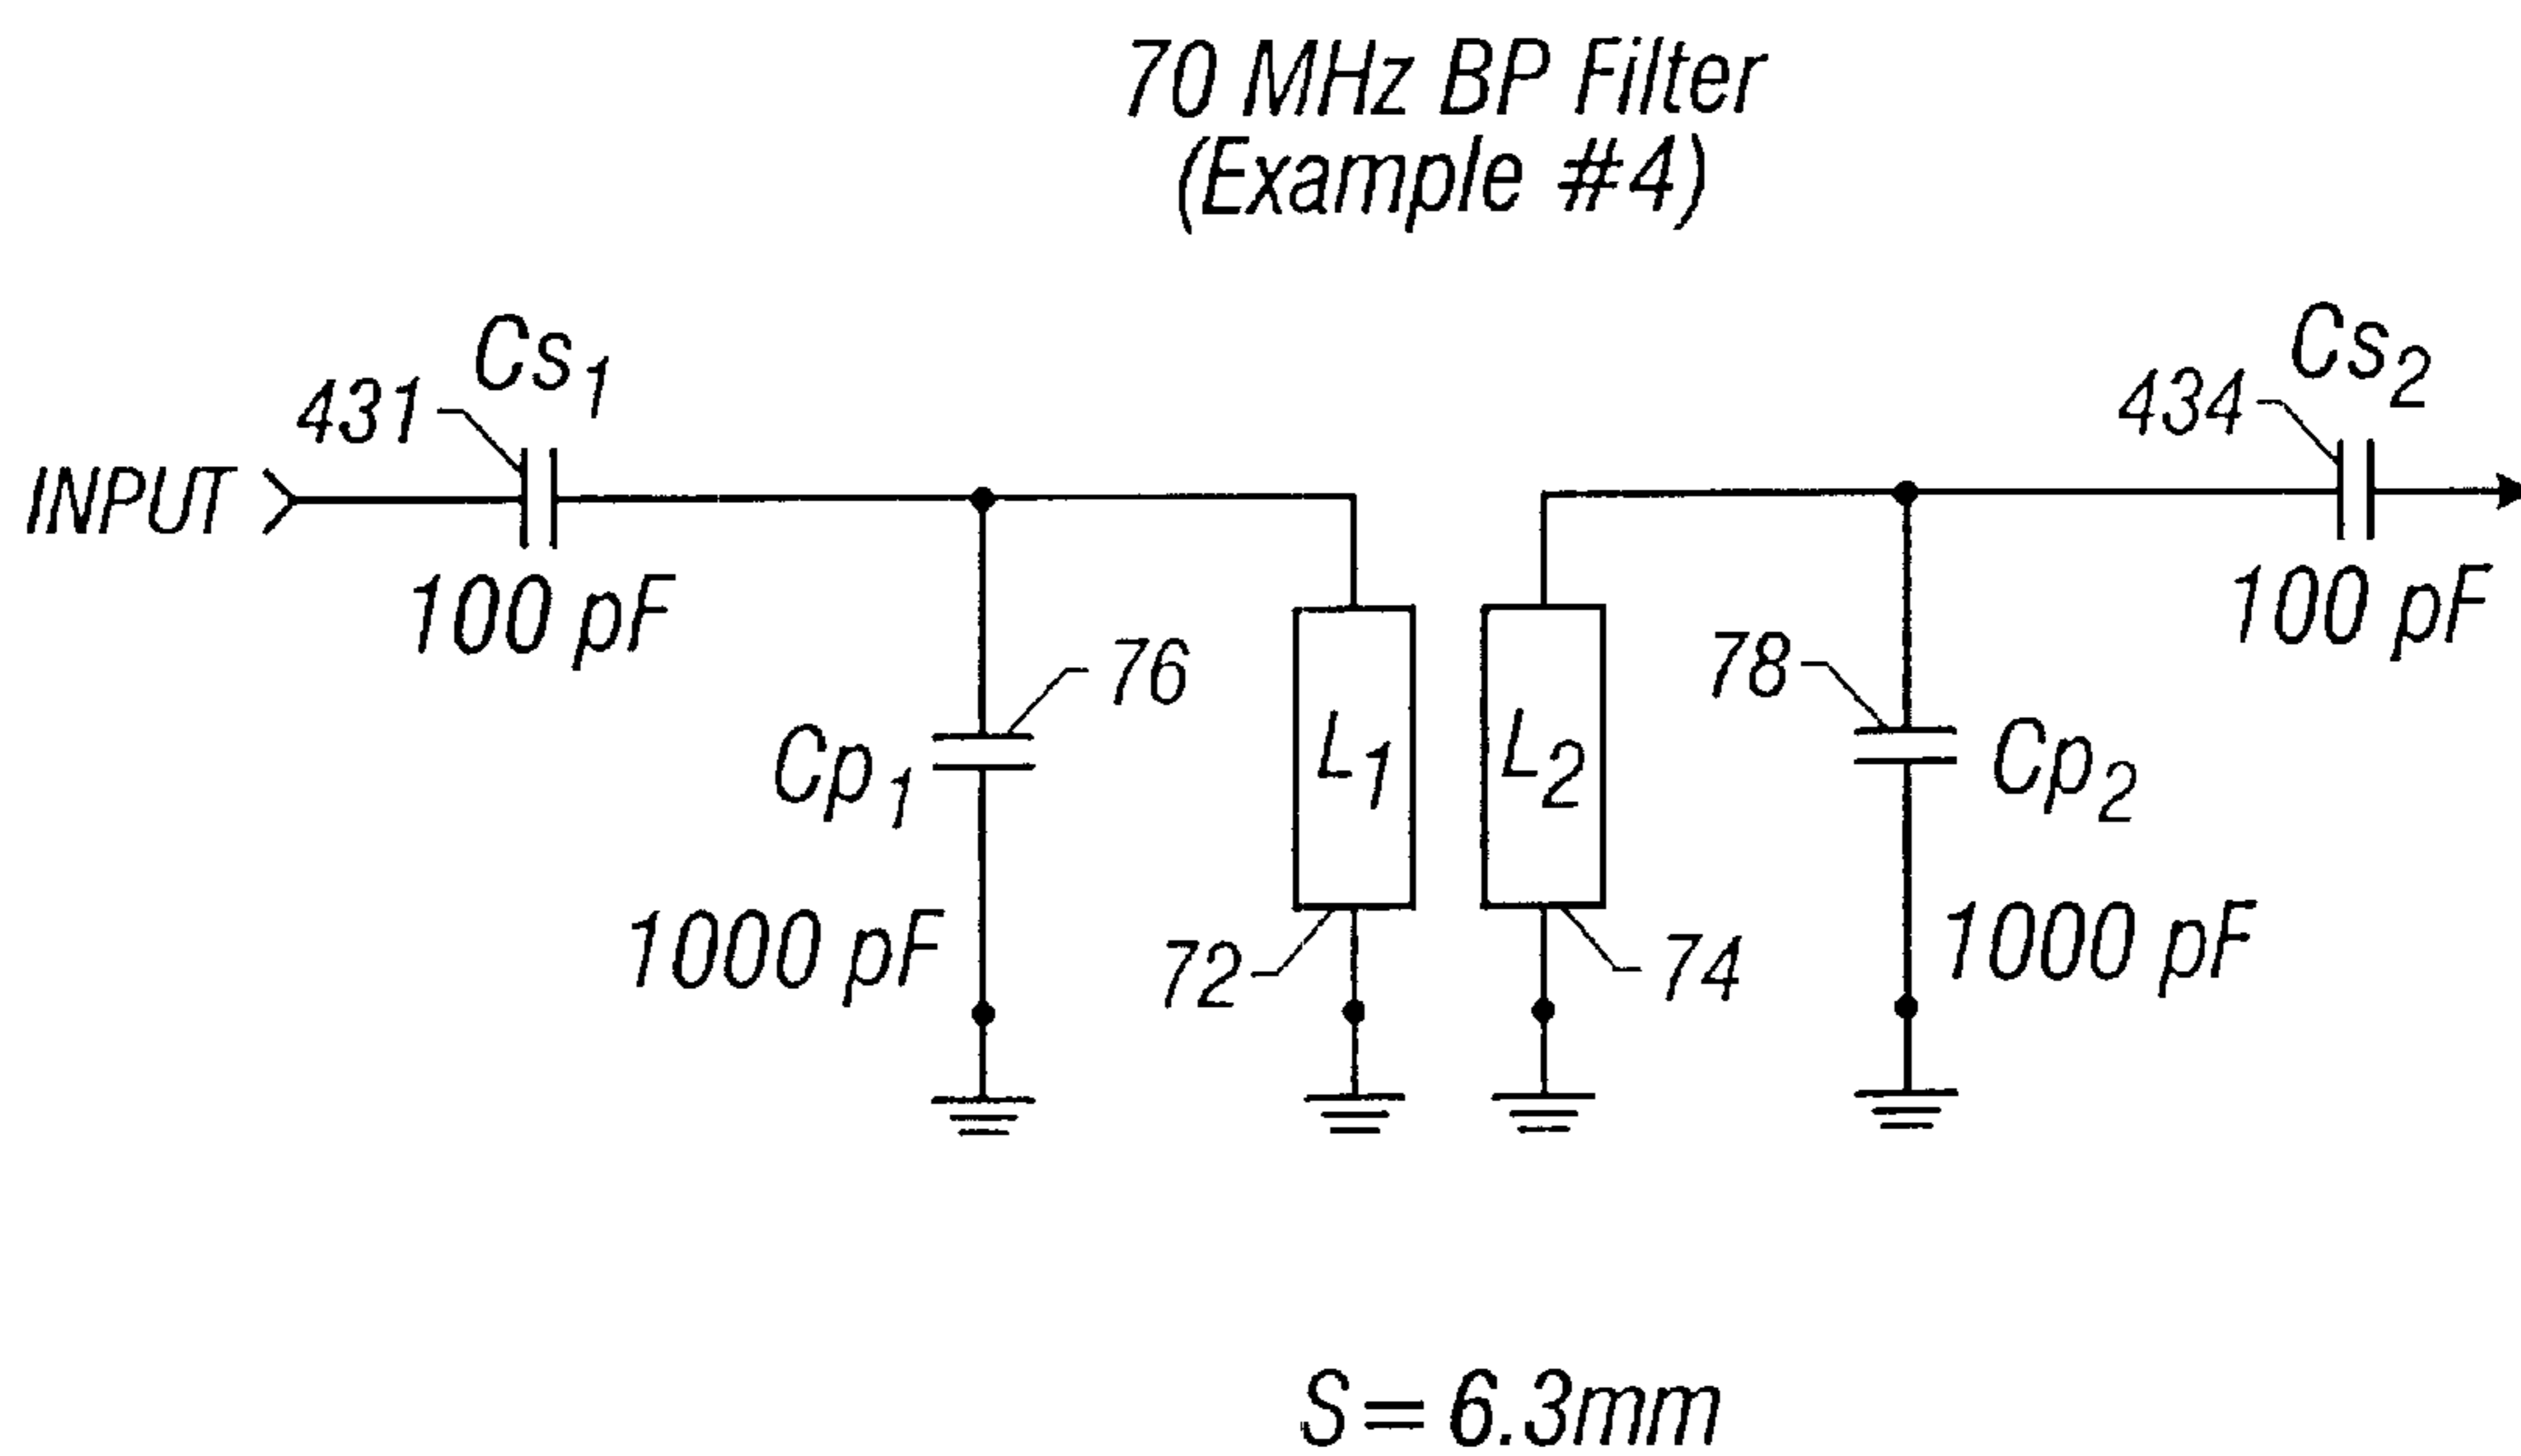 70 MHz BP Filter
(Example #4)
Cs1
431
INPUT
100 pF
Cs2
434
100 pF
76
Cp1
1000 pF
L1
72
L2
74
78
Cp2
1000 pF
S = 6.3mm